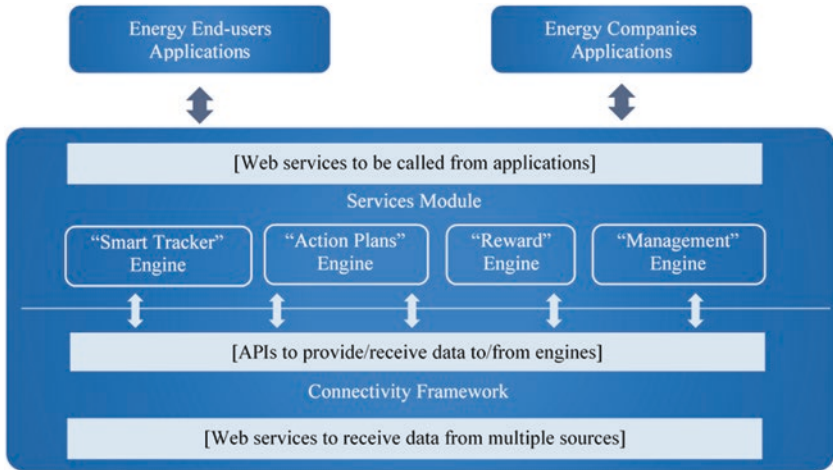 Energy End-users
Applications
Energy Companies
Applications
[Web services to be called from applications]
Services Module
“Smart Tracker”
Engine
“Action Plans”
Engine
“Reward”
Engine
“Management”
Engine
[APIs to provide/receive data to/from engines]
Connectivity Framework
[Web services to receive data from multiple sources]